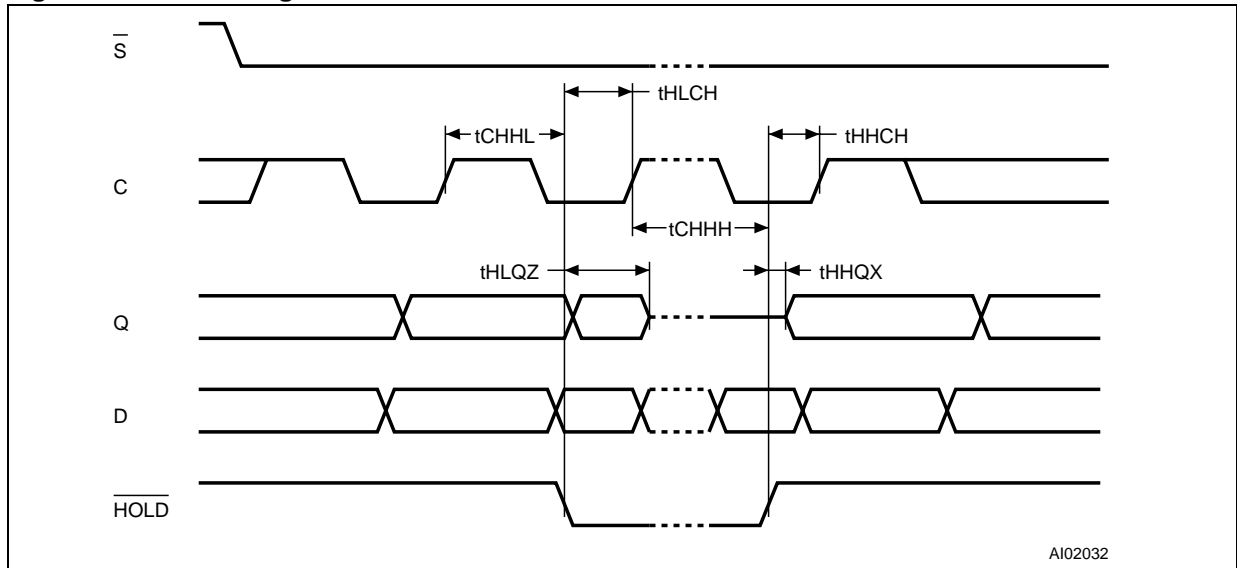 S
tHLCH
tCHHL
tHHCH
C
tCHHH
tHLQZ
tHHQX
Q
D
HOLD
AI02032